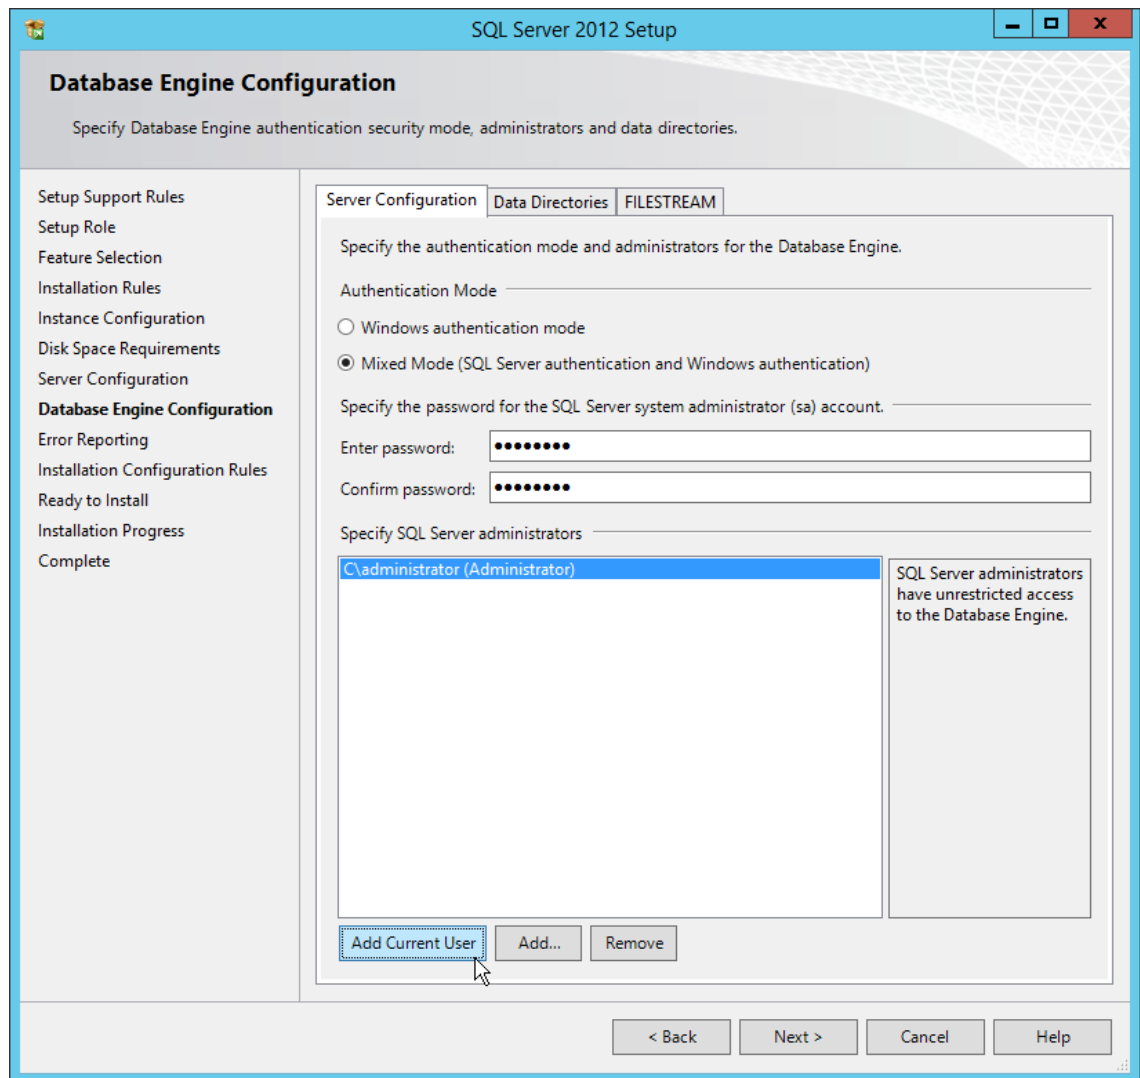 SQL Server 2012 Setup
Database Engine Configuration
Specify Database Engine authentication security mode, administrators and data directories.
Setup Support Rules
Setup Role
Feature Selection
Installation Rules
Instance Configuration
Disk Space Requirements
Server Configuration
Database Engine Configuration
Error Reporting
Installation Configuration Rules
Ready to Install
Installation Progress
Complete
Server Configuration
Data Directories
FILESTREAM
Specify the authentication mode and administrators for the Database Engine.
Authentication Mode
Windows authentication mode
Mixed Mode (SQL Server authentication and Windows authentication)
Specify the password for the SQL Server system administrator (sa) account.
Enter password: ●●●●●●●●
Confirm password: ●●●●●●●●
Specify SQL Server administrators
C\administrator (Administrator)
SQL Server administrators
have unrestricted access
to the Database Engine.
Add Current User
Add...
Remove
< Back
Next >
Cancel
Help